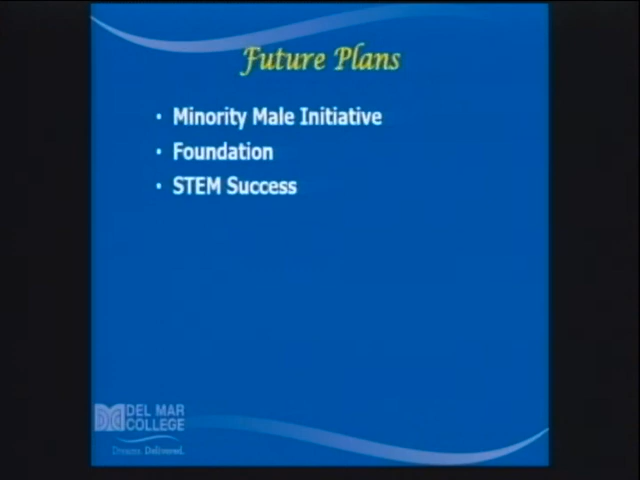 Future Plans
• Minority Male Initiative
• Foundation
• STEM Success
DEL MAR
COLLEGE
Dreams. Delivered.